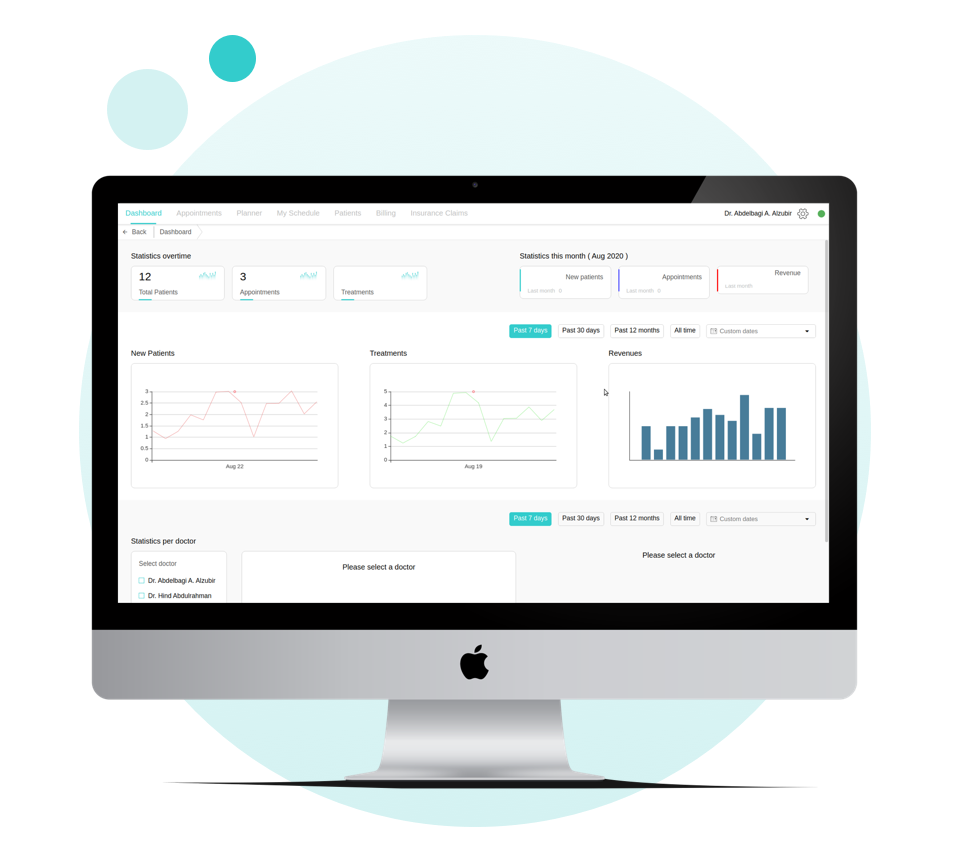 Dashboard Appointments Planner My Schedule Patients Billing Insurance Claims Dr. Abdelbagi A. Alzubir
Back Dashboard
Statistics overtime
12
Total Patients
3
Appointments
Treatments
Statistics this month ( Aug 2020 )
New patients
Last month 0
Appointments
Last month 0
Revenue
Last month
Past 7 days Past 30 days Past 12 months All time Custom dates
New Patients
3
2.5
2
1.5
1
0.5
0
Aug 22
Treatments
5
4
3
2
1
0
Aug 19
Revenues
Past 7 days Past 30 days Past 12 months All time Custom dates
Statistics per doctor
Select doctor
Dr. Abdelbagi A. Alzubir
Dr. Hind Abdulrahman
Please select a doctor
Please select a doctor